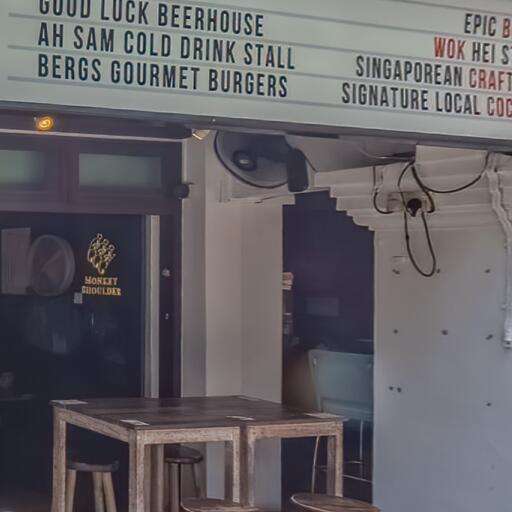 GOOD LUCK BEERHOUSE
AH SAM COLD DRINK STALL
BERGS GOURMET BURGERS
EPIC B
WOK HEI S
SINGAPOREAN CRAFT
SIGNATURE LOCAL COC
MONKEY
SHOULDER